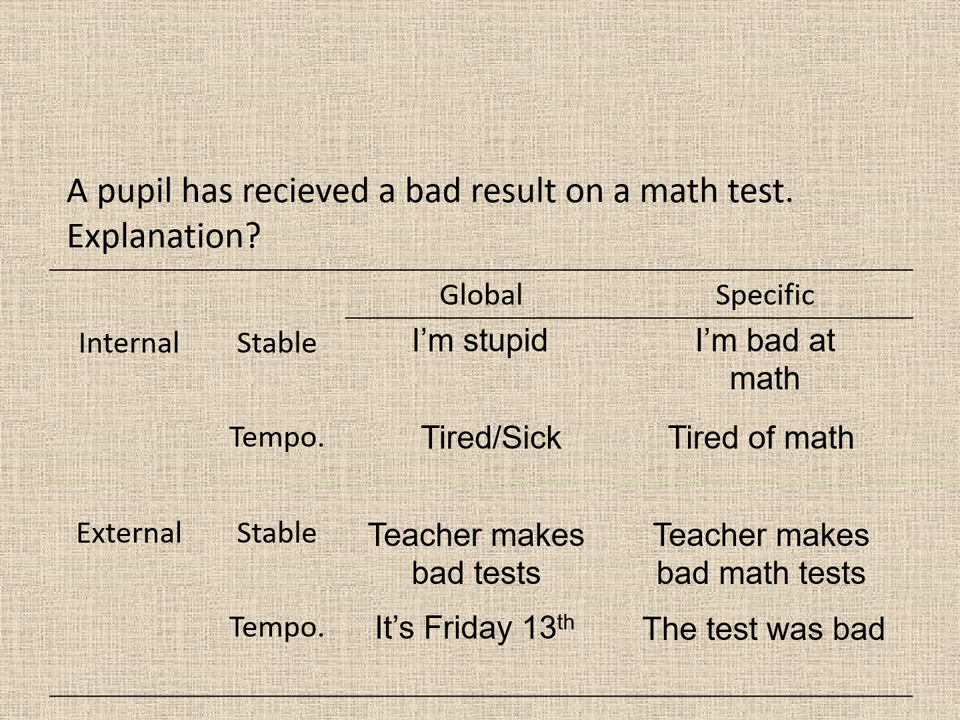 A pupil has recieved a bad result on a math test.
Explanation?
Global Specific
Internal Stable I'm stupid I'm bad at
math
Tempo. Tired/Sick Tired of math
External Stable Teacher makes Teacher makes
bad tests bad math tests
Tempo. It's Friday 13th The test was bad